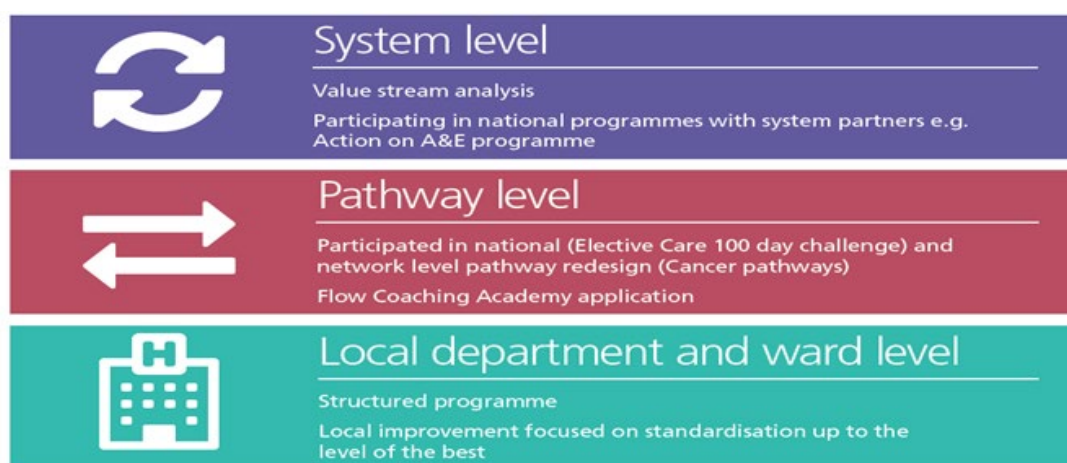 System level
Value stream analysis
Participating in national programmes with system partners e.g.
Action on A&E programme
Pathway level
Participated in national (Elective Care 100 day challenge) and
network level pathway redesign (Cancer pathways)
Flow Coaching Academy application
H
Local department and ward level
Structured programme
Local improvement focused on standardisation up to the
level of the best